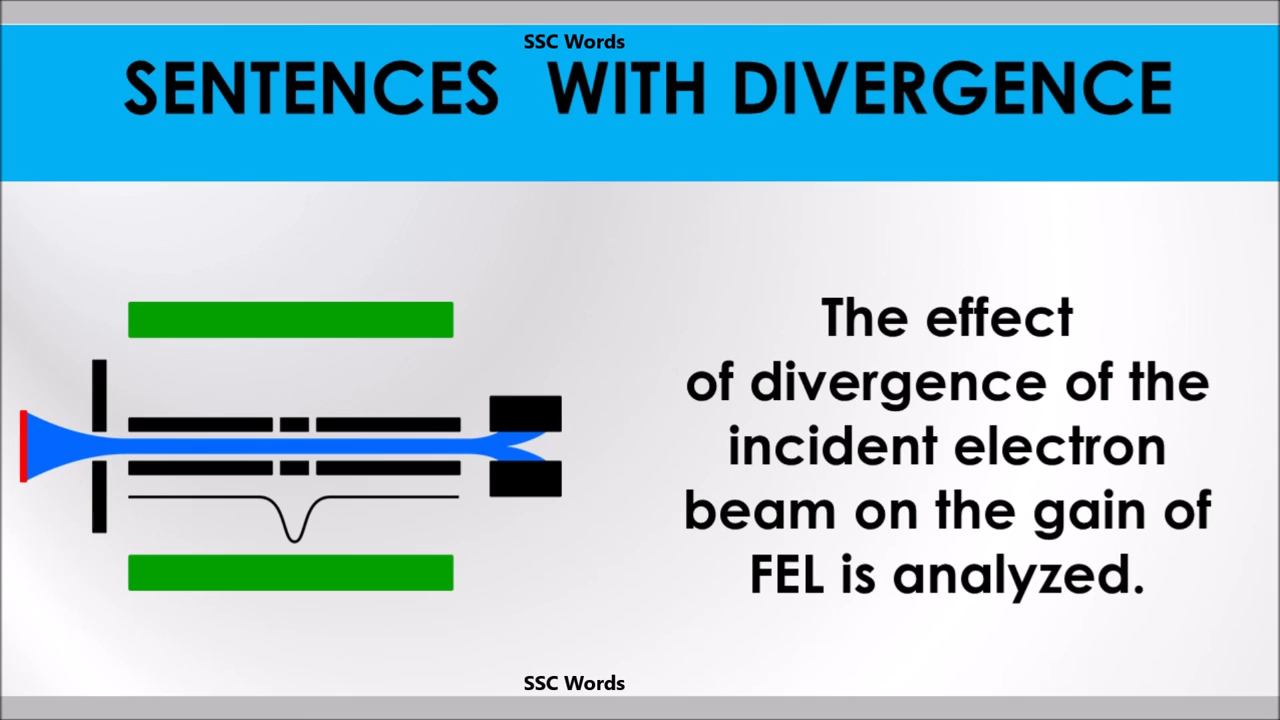 SSC Words
SENTENCES WITH DIVERGENCE
The effect
of divergence of the
incident electron
beam on the gain of
FEL is analyzed.
SSC Words